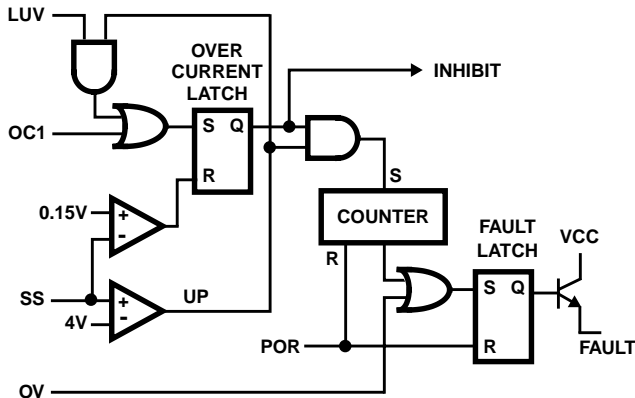 LUV
OVER
CURRENT
LATCH
INHIBIT
OC1
S Q
R
0.15V
+
-
S
COUNTER
R
FAULT
LATCH
VCC
SS
+
-
UP
4V
S Q
R
POR
FAULT
OV